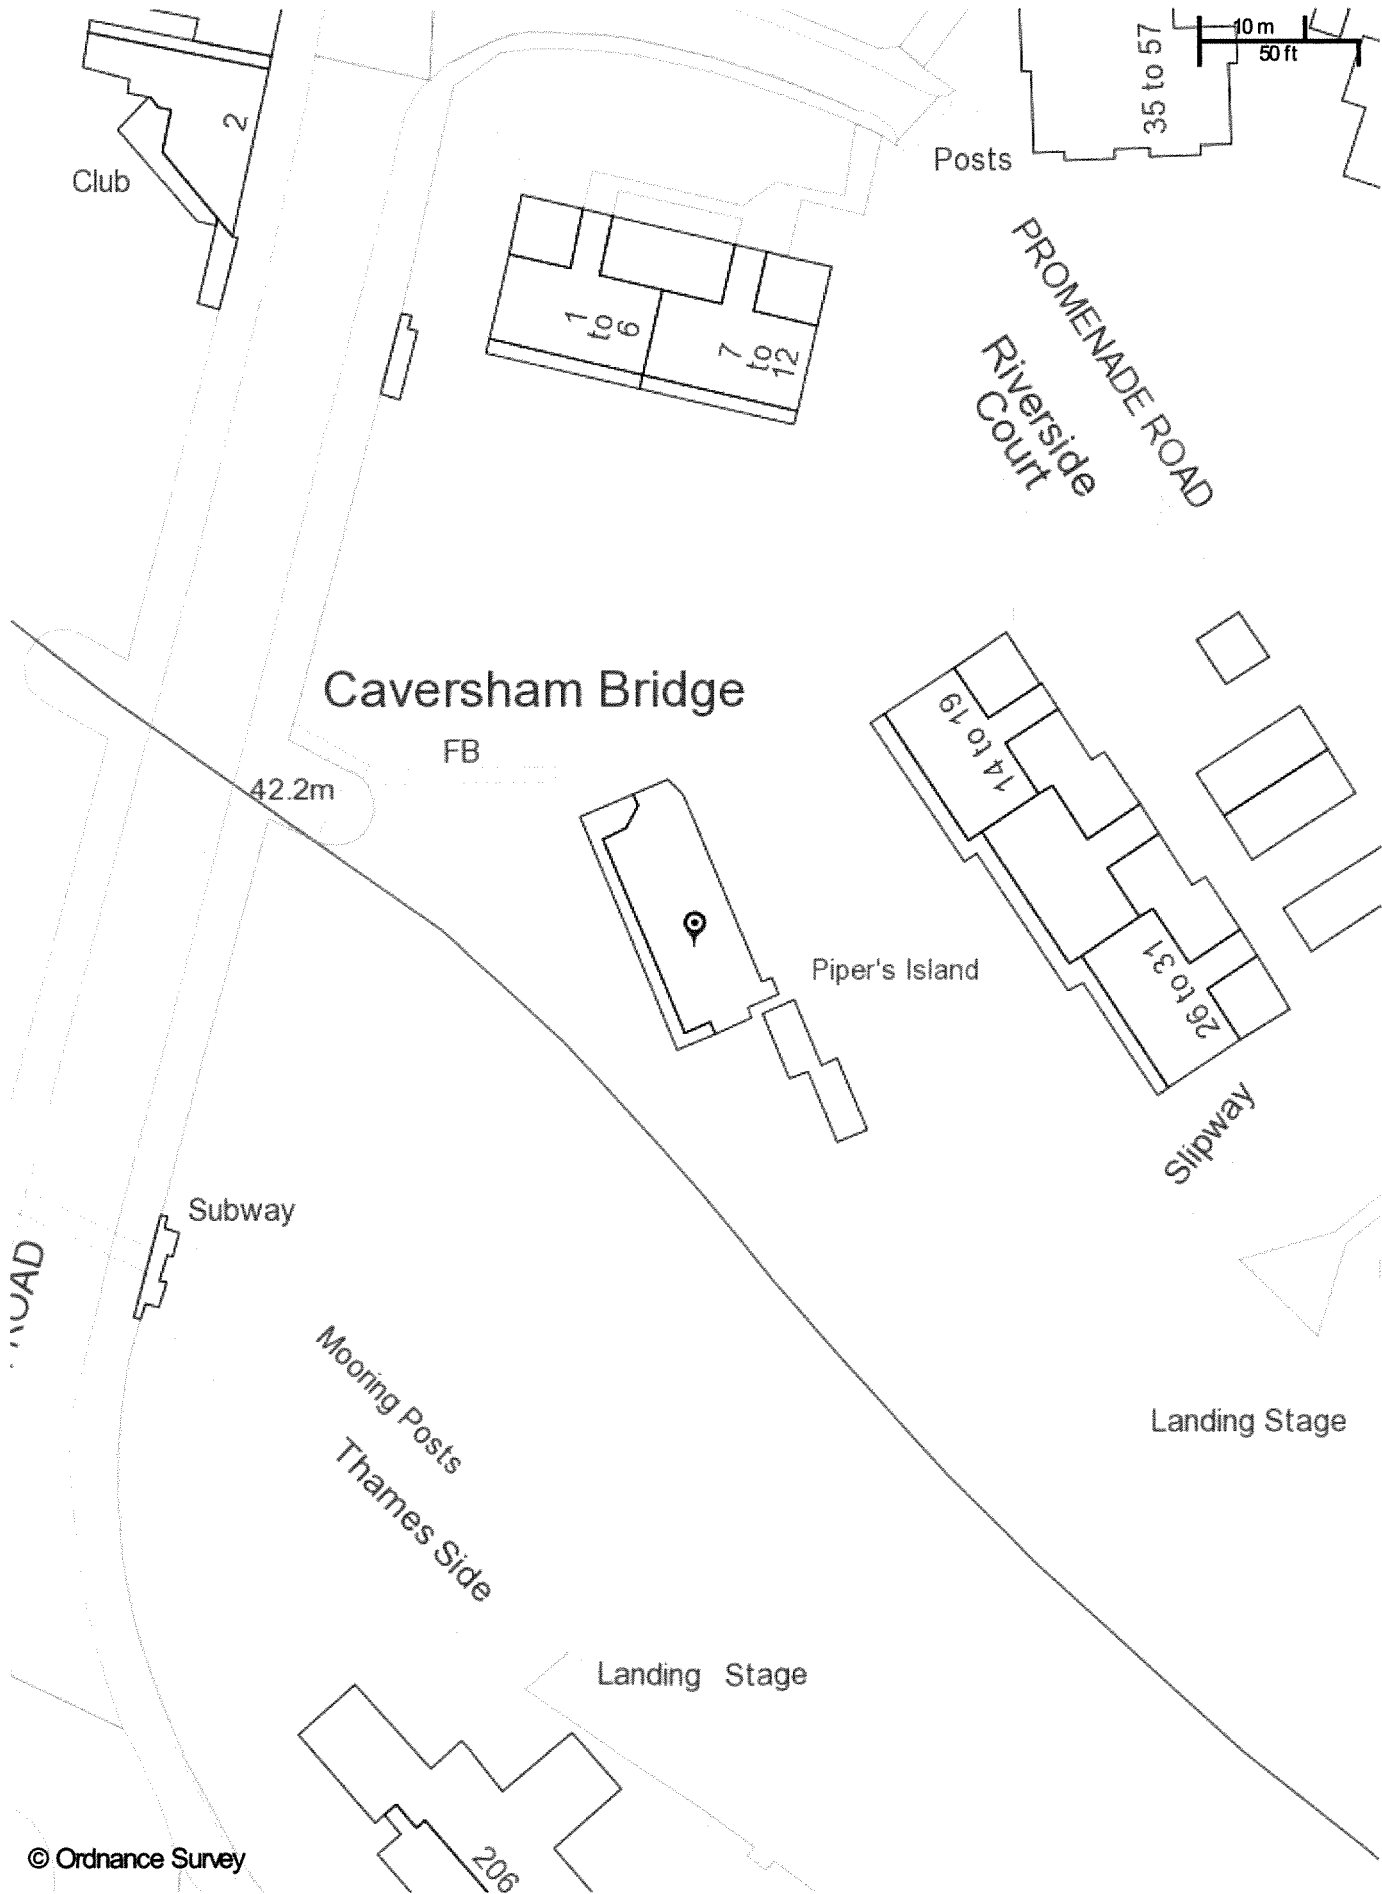 10 m
50 ft
35 to 57
2
Club
Posts
PROMENADE ROAD
Riverside
Court
1
to
6
7
to
12
Caversham Bridge
FB
42.2m
14 to 19
Piper's Island
26 to 31
Slipway
Subway
ROAD
Mooring Posts
Thames Side
Landing Stage
Landing Stage
206
© Ordnance Survey